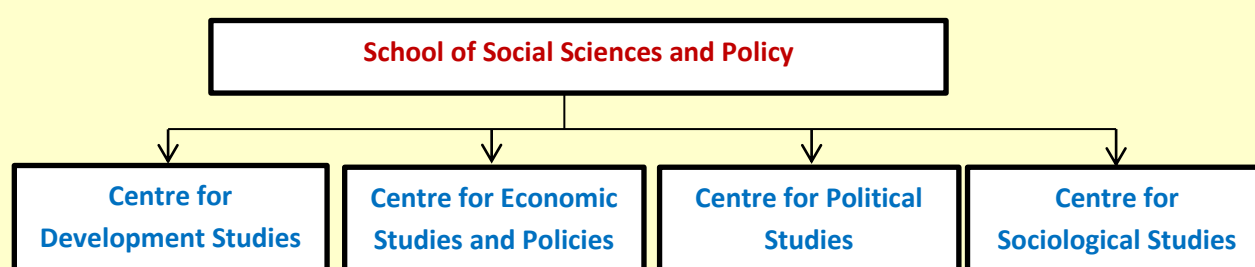 School of Social Sciences and Policy
Centre for
Development Studies
Centre for Economic
Studies and Policies
Centre for Political
Studies
Centre for
Sociological Studies